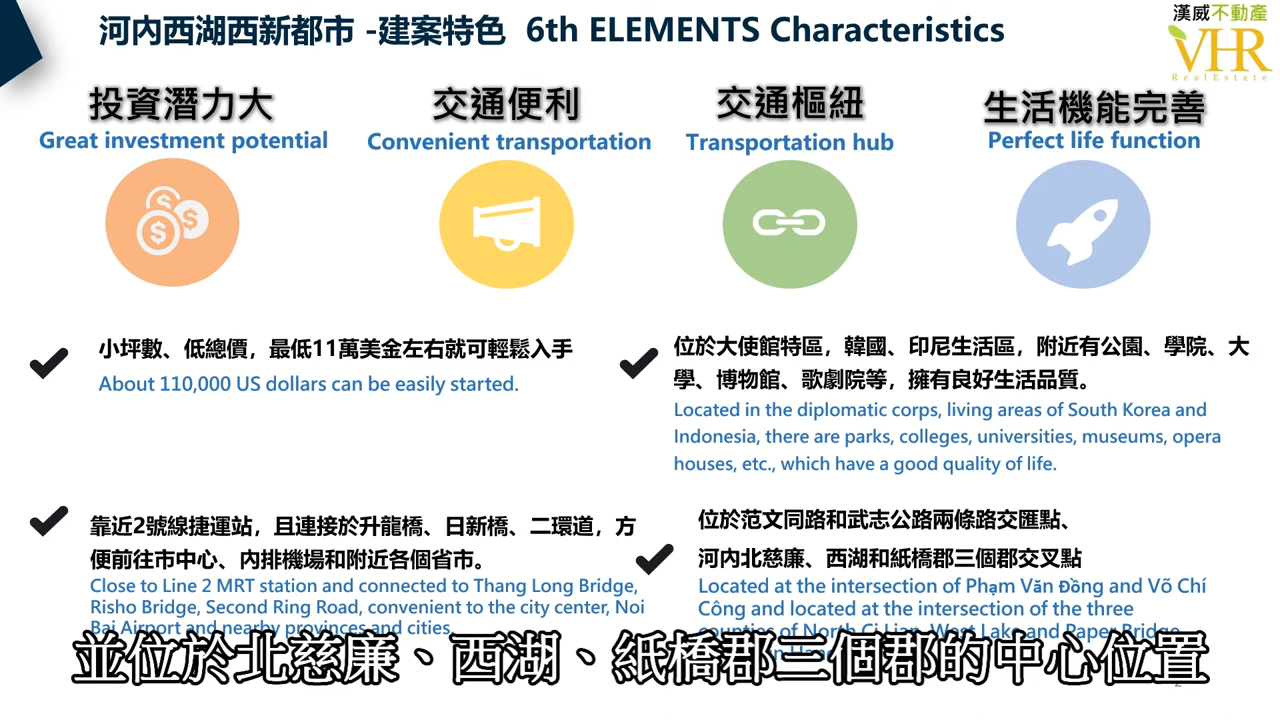 河內西湖西新都市 -建案特色 6th ELEMENTS Characteristics
漢威不動產
VHR
RealEstate
投資潛力大
Great investment potential
交通便利
Convenient transportation
交通樞紐
Transportation hub
生活機能完善
Perfect life function
小坪數、低總價，最低11萬美金左右就可輕鬆入手
About 110,000 US dollars can be easily started.
位於大使館特區，韓國、印尼生活區，附近有公園、學院、大
學、博物館、歌劇院等，擁有良好生活品質。
Located in the diplomatic corps, living areas of South Korea and
Indonesia, there are parks, colleges, universities, museums, opera
houses, etc., which have a good quality of life.
靠近2號線捷運站，且連接於升龍橋、日新橋、二環道，方
便前往市中心、內排機場和附近各個省市。
Close to Line 2 MRT station and connected to Thang Long Bridge,
Risho Bridge, Second Ring Road, convenient to the city center, Noi
Bai Airport and nearby provinces and cities.
位於范文同路和武志公路兩條路交匯點、
河內北慈廉、西湖和紙橋郡三個郡交叉點
Located at the intersection of Phạm Văn Đồng and Võ Chí
Công and located at the intersection of the three
counties of North Ci Lian, West Lake and Paper Bridge
並位於北慈廉、西湖、紙橋郡三個郡的中心位置